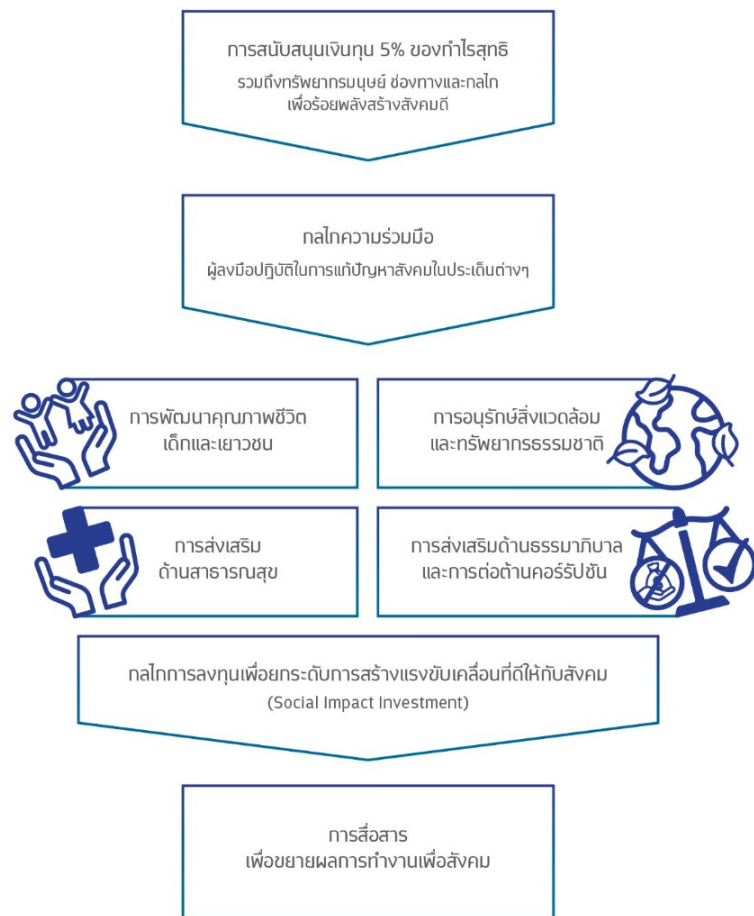 การสนับสนุนเงินทุน 5% ของกำไรสุทธิ
รวมถึงทรัพยากรมนุษย์ ช่องทางและกลไก
เพื่อร้อยพลังสร้างสังคมดี
กลไกความร่วมมือ
ผู้ลงมือปฏิบัติในการแก้ปัญหาสังคมในประเด็นต่างๆ
การพัฒนาคุณภาพชีวิต
เด็กและเยาวชน
การอนุรักษ์สิ่งแวดล้อม
และทรัพยากรธรรมชาติ
การส่งเสริม
ด้านสาธารณสุข
การส่งเสริมด้านธรรมาภิบาล
และการต่อต้านคอร์รัปชัน
กลไกการลงทุนเพื่อยกระดับการสร้างแรงขับเคลื่อนที่ดีให้กับสังคม
(Social Impact Investment)
การสื่อสาร
เพื่อขยายผลการทำงานเพื่อสังคม